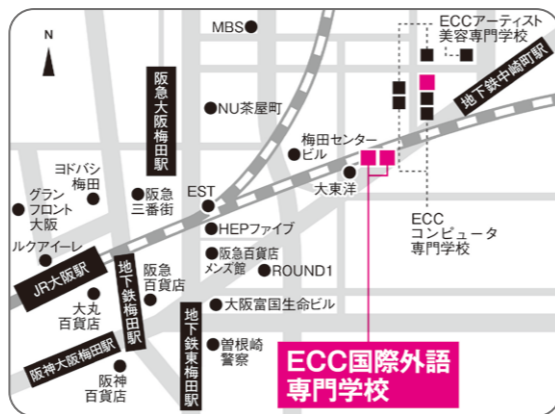 N
MBS
ECCアーティスト
美容専門学校
地下鉄中崎町駅
阪急大阪梅田駅
NU茶屋町
梅田センター
ビル
ヨドバシ
梅田
グラン
フロント
大阪
阪急
三番街
EST
大東洋
ECC
コンピュータ
専門学校
ルクアイーレ
HEPファイブ
阪急百貨店
メンズ館
ROUND1
JR大阪駅
地下鉄梅田駅
阪急
百貨店
大丸
百貨店
地下鉄東梅田駅
大阪富国生命ビル
阪神大阪梅田駅
阪神
百貨店
曽根崎
警察
ECC国際外語
専門学校